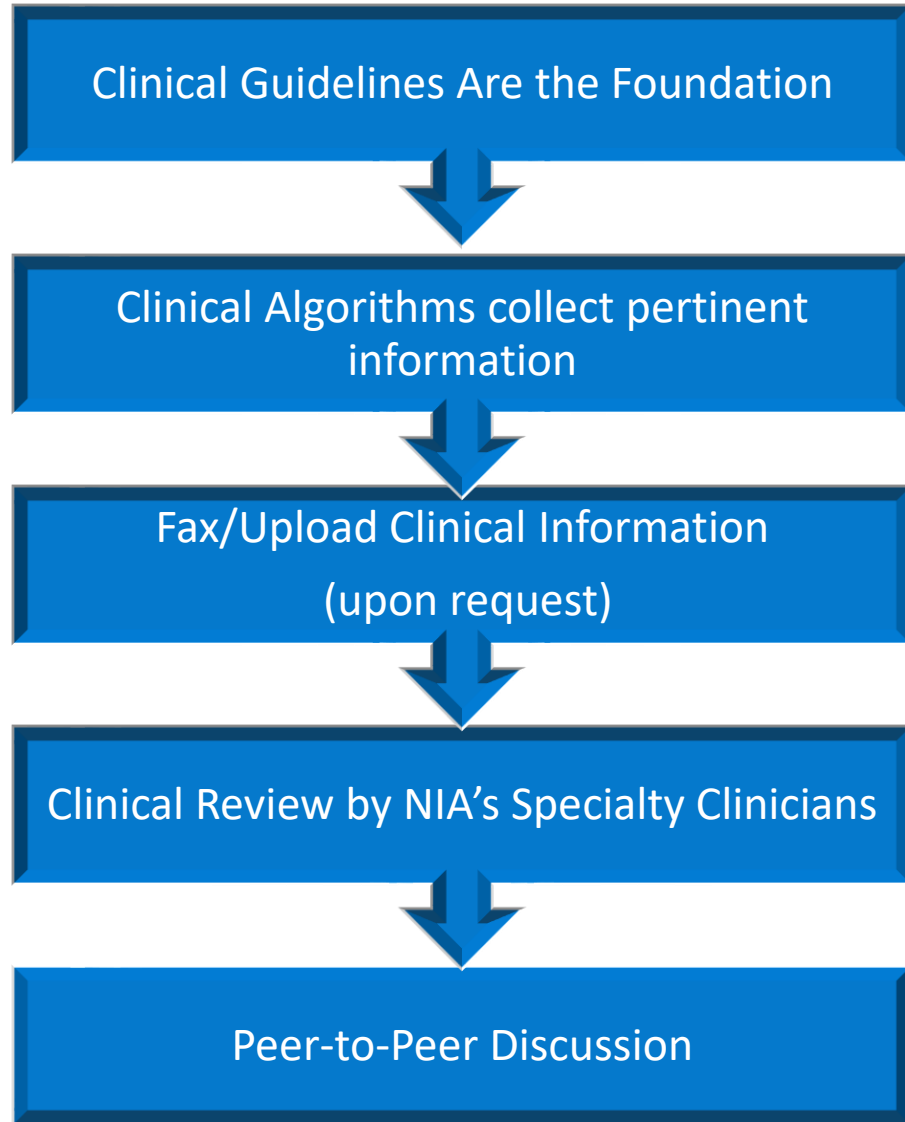 Clinical Guidelines Are the Foundation
Clinical Algorithms collect pertinent
information
Fax/Upload Clinical Information
(upon request)
Clinical Review by NIA’s Specialty Clinicians
Peer-to-Peer Discussion